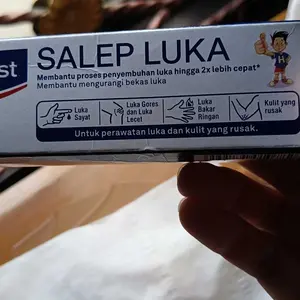 st
SALEP LUKA
Membantu proses penyembuhan luka hingga 2x lebih cepat*
Membantu mengurangi bekas luka
Luka
Sayat
Luka Gores
dan Luka
Lecet
Luka
Bakar
Ringan
Kulit yang
rusak
Untuk perawatan luka dan kulit yang rusak.